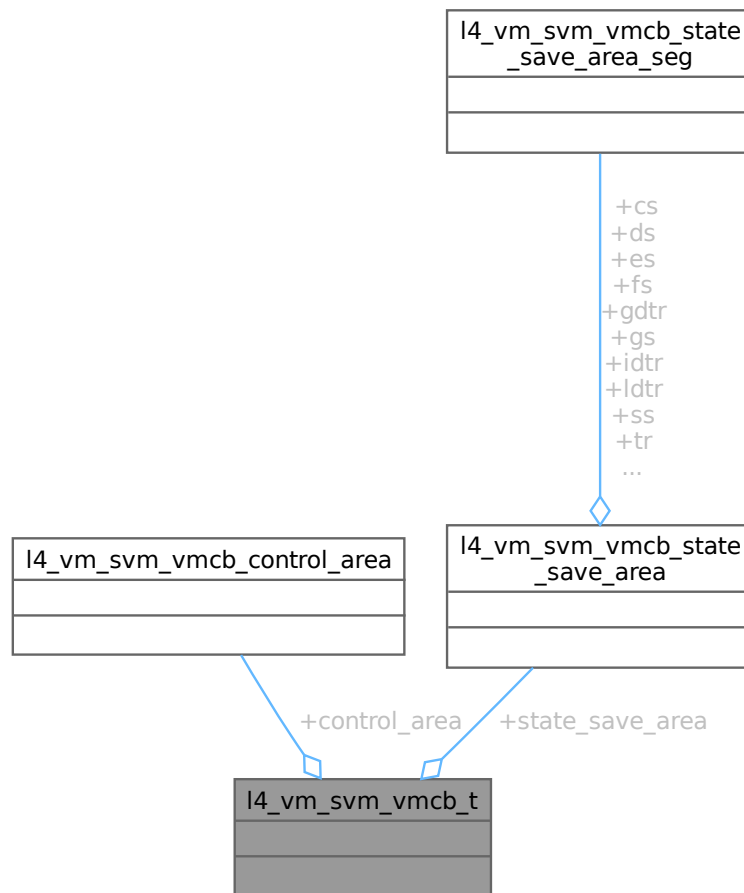 l4_vm_svm_vmcb_state
_save_area_seg
+cs
+ds
+es
+fs
+gdtr
+gs
+idtr
+ldtr
+ss
+tr
...
l4_vm_svm_vmcb_control_area
l4_vm_svm_vmcb_state
_save_area
+control_area
+state_save_area
l4_vm_svm_vmcb_t